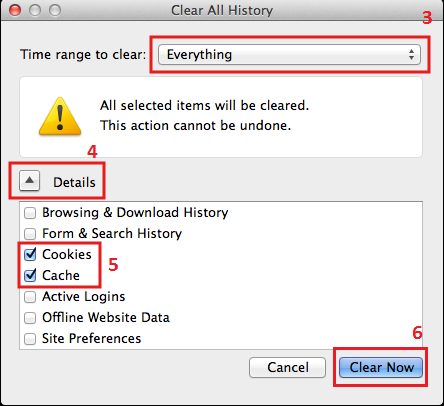 Clear All History
3
Time range to clear: Everything
All selected items will be cleared.
This action cannot be undone.
4
Details
Browsing & Download History
Form & Search History
Cookies
5
Cache
Active Logins
Offline Website Data
Site Preferences
6
Cancel Clear Now